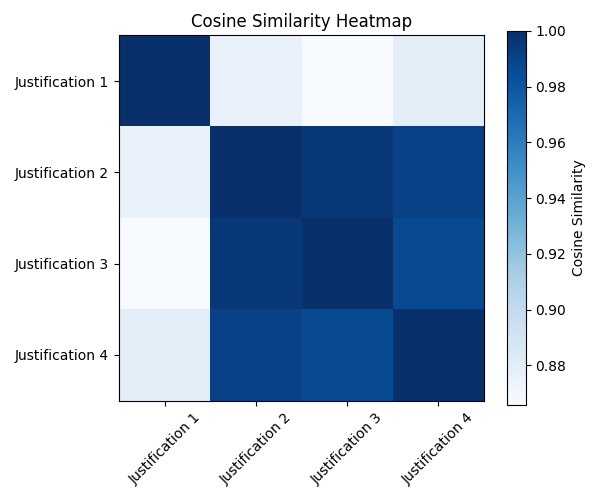 Cosine Similarity Heatmap
Justification 1
Justification 2
Justification 3
Justification 4
Justification 1
Justification 2
Justification 3
Justification 4
1.00
0.98
0.96
0.94
0.92
0.90
0.88
Cosine Similarity